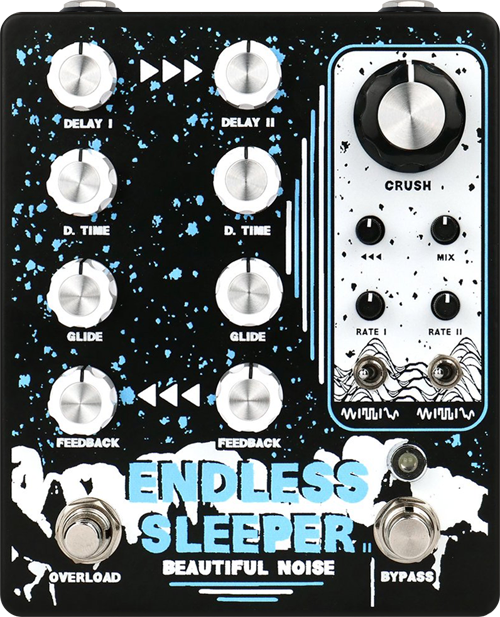 DELAY I
DELAY II
D. TIME
D. TIME
CRUSH
MIX
GLIDE
GLIDE
RATE I
RATE II
FEEDBACK
FEEDBACK
ENDLESS
SLEEPER II
BEAUTIFUL NOISE
OVERLOAD
BYPASS